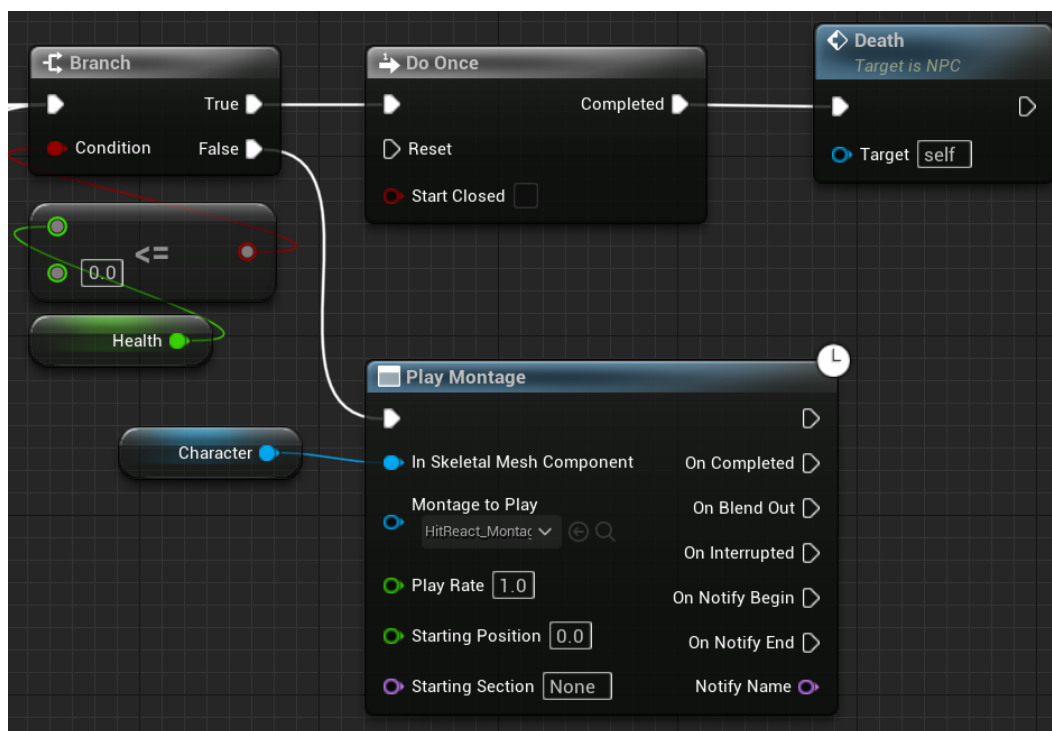 Branch
True
Condition
False
<=
0.0
Health
Do Once
Completed
Reset
Start Closed
Death
Target is NPC
Target self
Character
Play Montage
In Skeletal Mesh Component
On Completed
Montage to Play
HitReact_Montag
On Blend Out
On Interrupted
Play Rate 1.0
On Notify Begin
Starting Position 0.0
On Notify End
Starting Section None
Notify Name